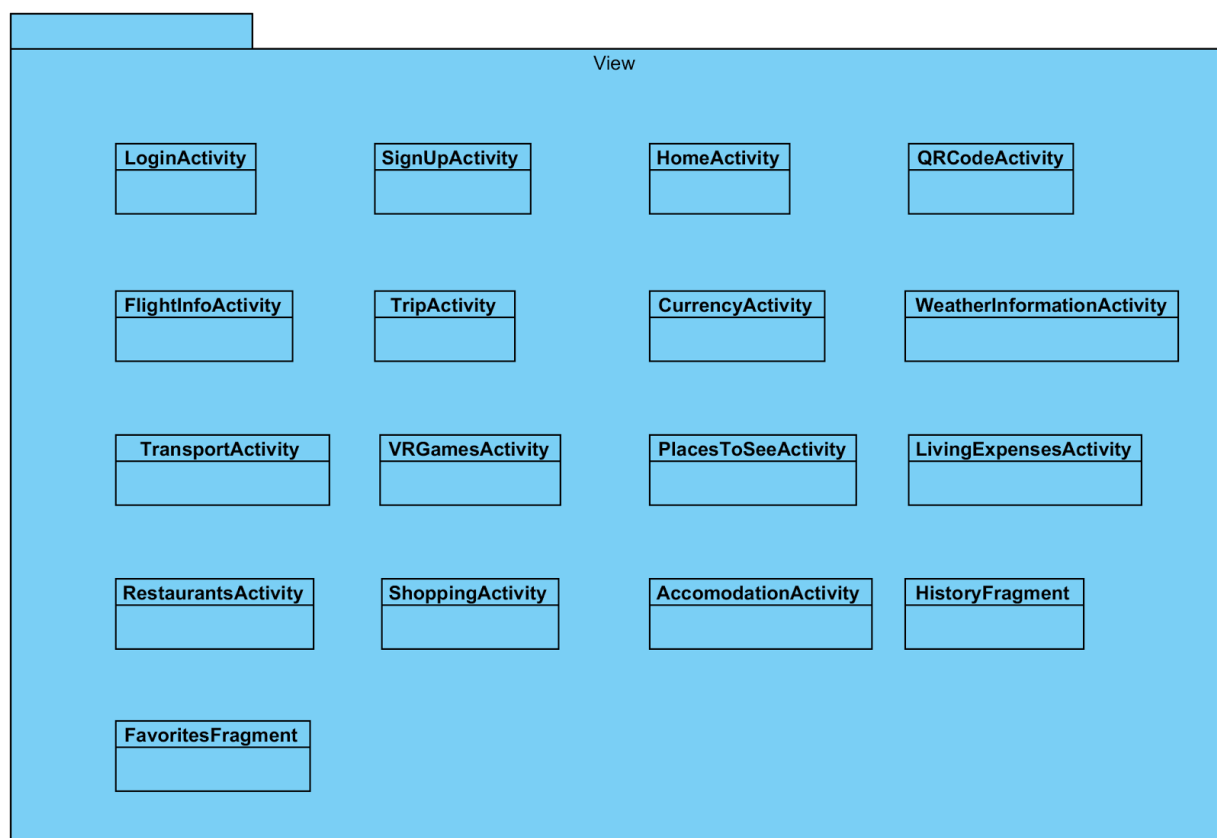 View
LoginActivity
SignUpActivity
HomeActivity
QRCodeActivity
FlightInfoActivity
TripActivity
CurrencyActivity
WeatherInformationActivity
TransportActivity
VRGamesActivity
PlacesToSeeActivity
LivingExpensesActivity
RestaurantsActivity
ShoppingActivity
AccomodationActivity
HistoryFragment
FavoritesFragment